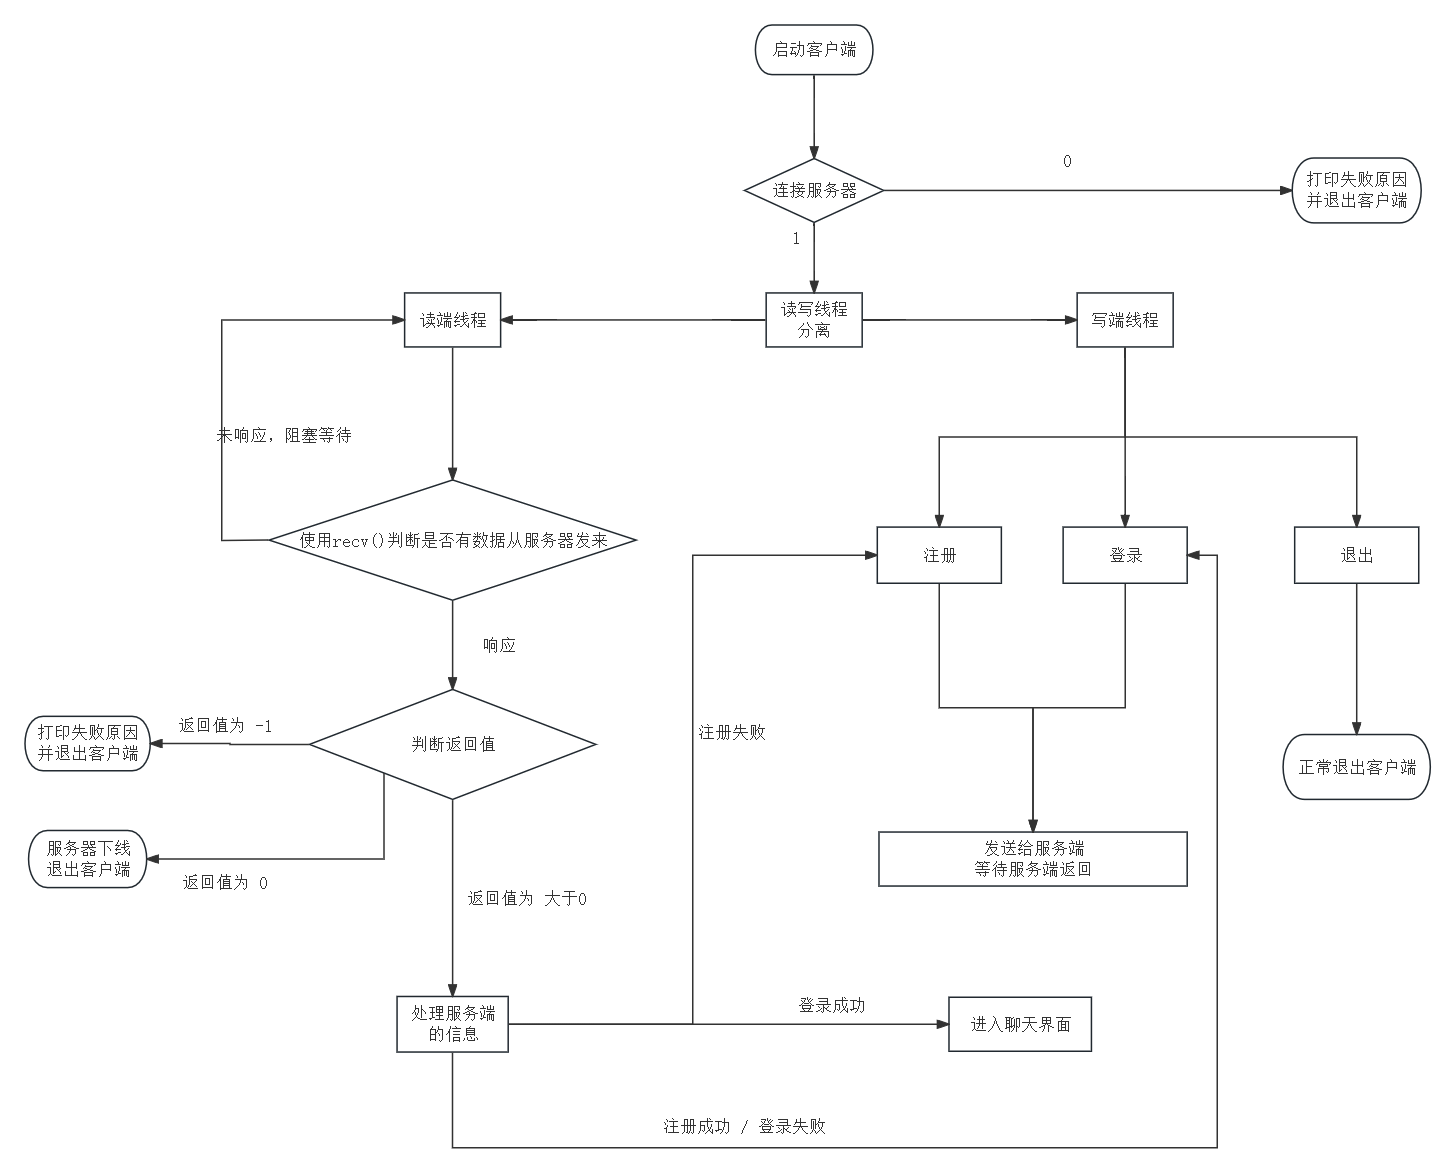 启动客户端
连接服务器
0
打印失败原因
并退出客户端
1
读端线程
读写线程
分离
写端线程
未响应，阻塞等待
使用recv()判断是否有数据从服务器发来
注册
登录
退出
响应
注册失败
打印失败原因
并退出客户端
返回值为 -1
判断返回值
正常退出客户端
服务器下线
退出客户端
返回值为 0
发送给服务端
等待服务端返回
返回值为 大于0
处理服务端
的信息
登录成功
进入聊天界面
注册成功 / 登录失败